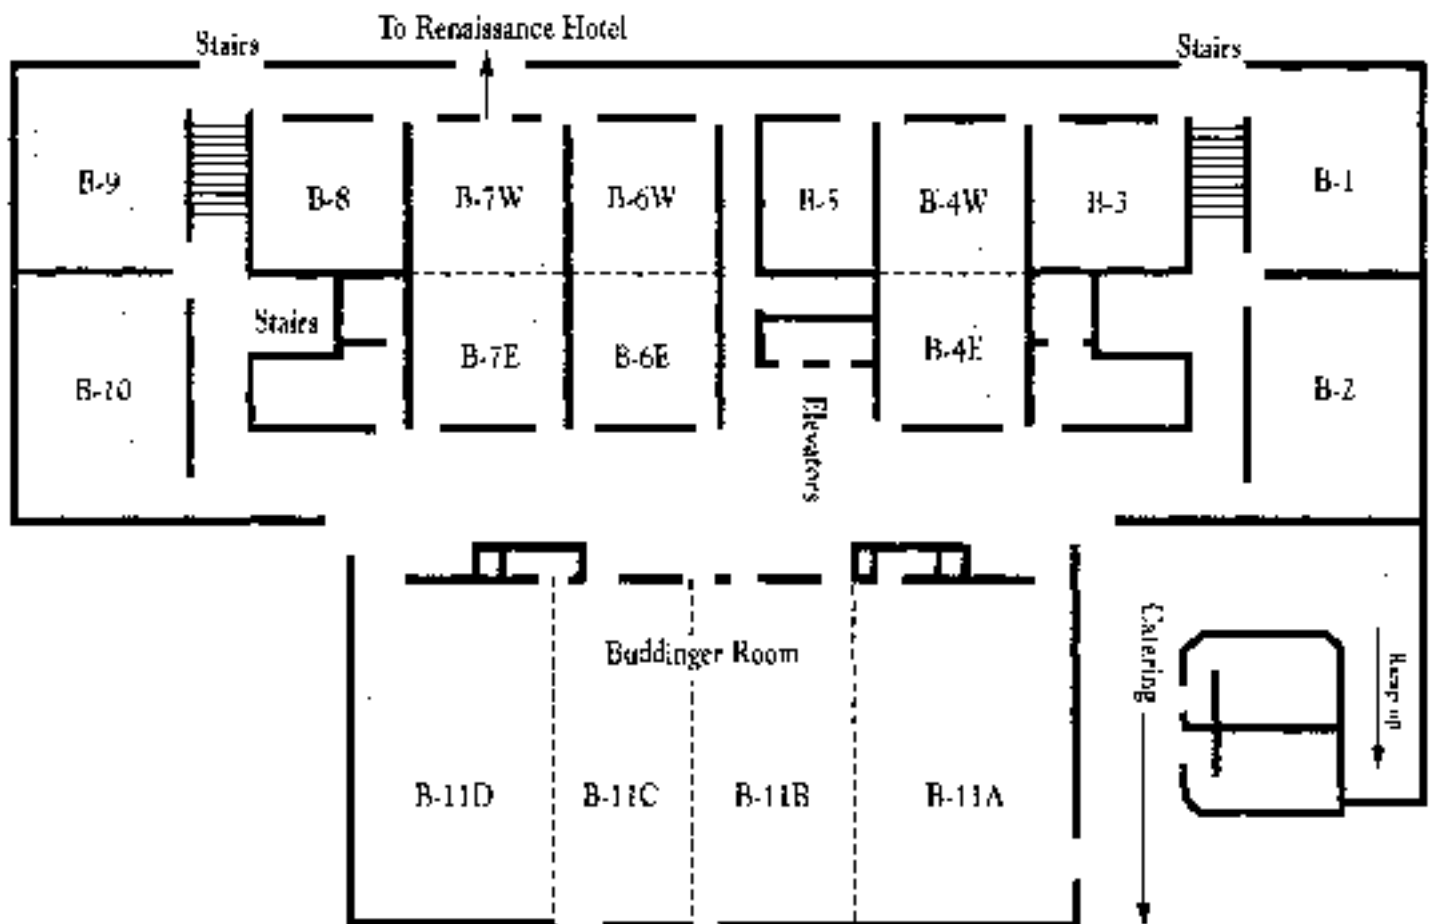 To Renaissance Hotel
Stairs
Stairs
B-9
B-8
B-7W
B-6W
B-5
B-4W
B-3
B-1
Stairs
B-10
B-7E
B-6E
B-4E
B-2
Elevators
Buddinger Room
Catering
Ramp up
B-11D
B-11C
B-11B
B-11A